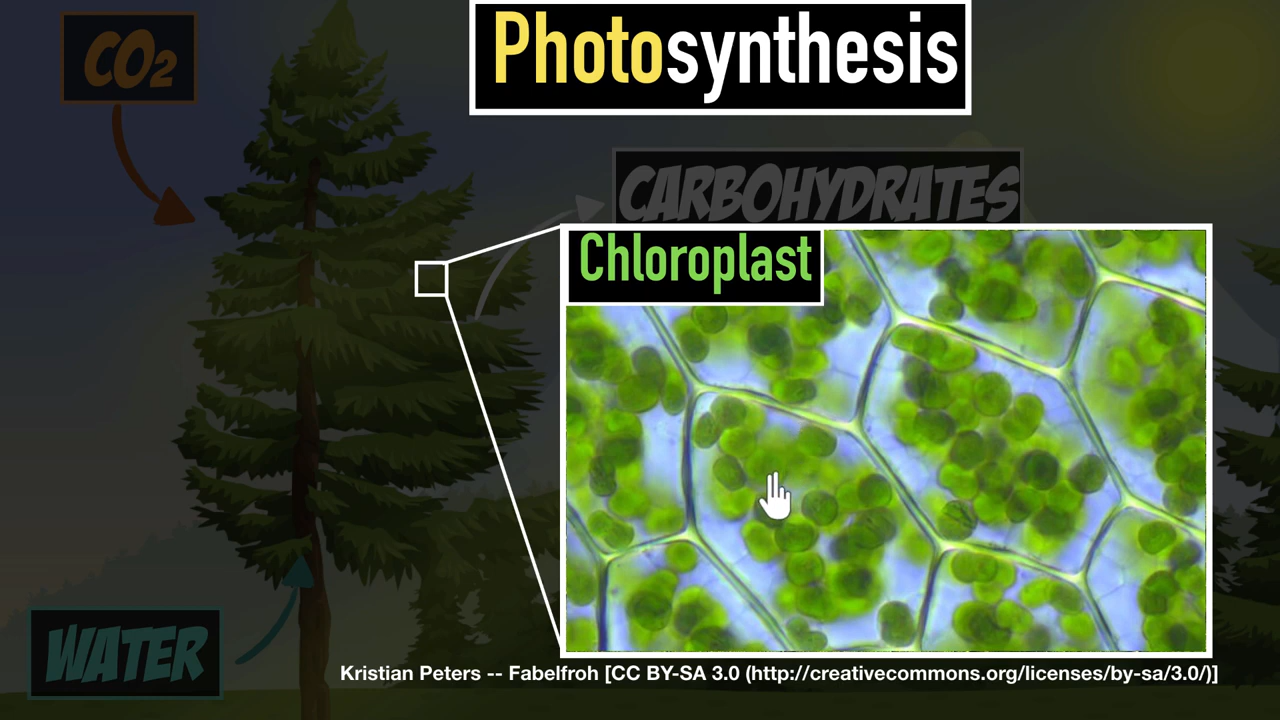 Photosynthesis
CO2
CARBOHYDRATES
Chloroplast
WATER
Kristian Peters -- Fabelfroh [CC BY-SA 3.0 (http://creativecommons.org/licenses/by-sa/3.0/)]